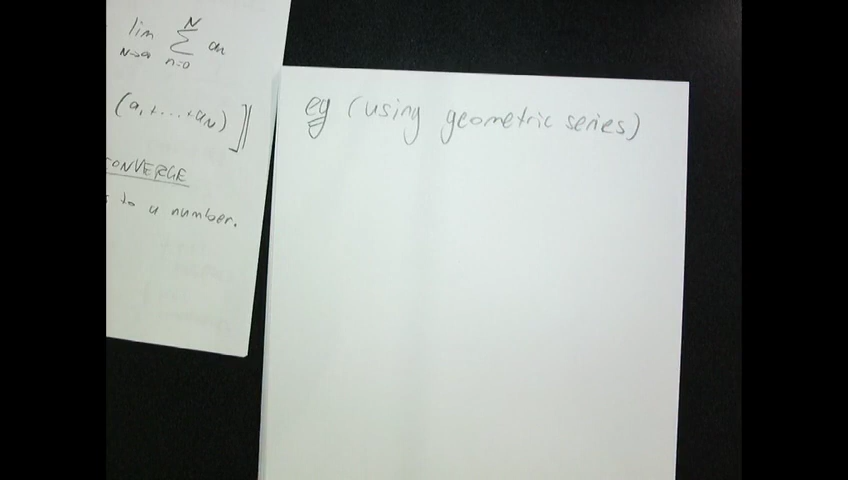 lim N→∞ N Σ n=0 an
(a1 + ... + aN) ]]
CONVERGE
to a number.
eg (using geometric series)